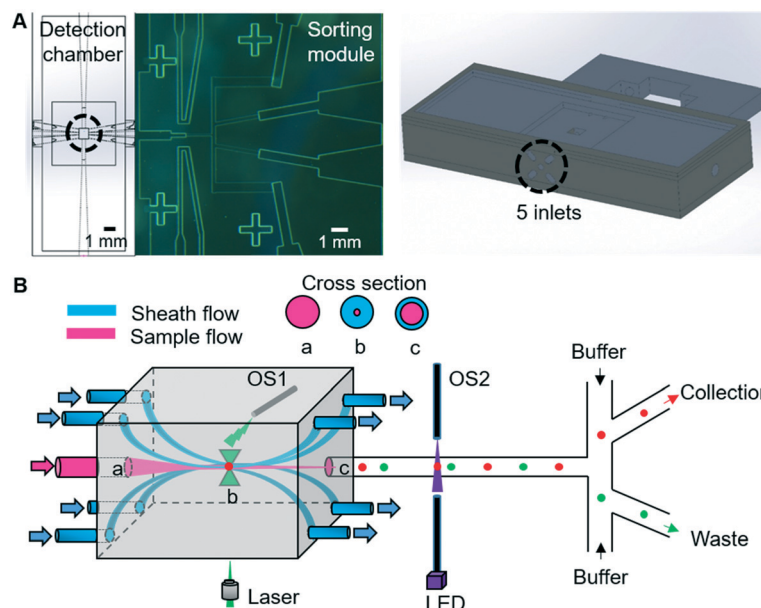 A
Detection
chamber
Sorting
module
1 mm
1 mm
5 inlets
B
Sheath flow
Sample flow
Cross section
a
b
c
OS1
OS2
Buffer
Collection
a
b
c
Waste
Buffer
Laser
LED